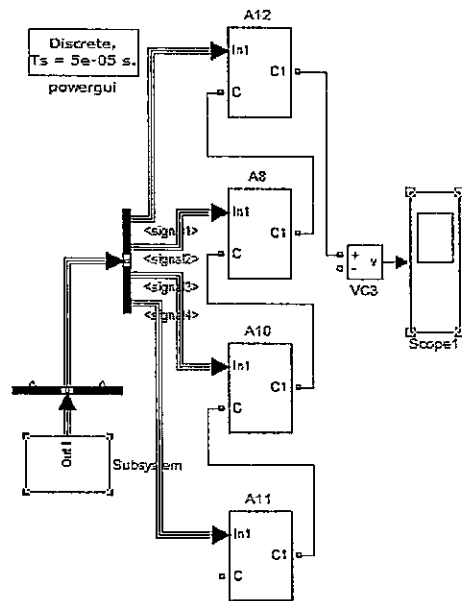 A12
Discrete,
Ts = 5e-05 s.
powergui
In1
C1
C
A8
In1
C1
C
<signal1>
<signal2>
<signal3>
<signal4>
+
-
v
VC3
Scope1
A10
In1
C1
C
Out1
Subsystem
A11
In1
C1
C